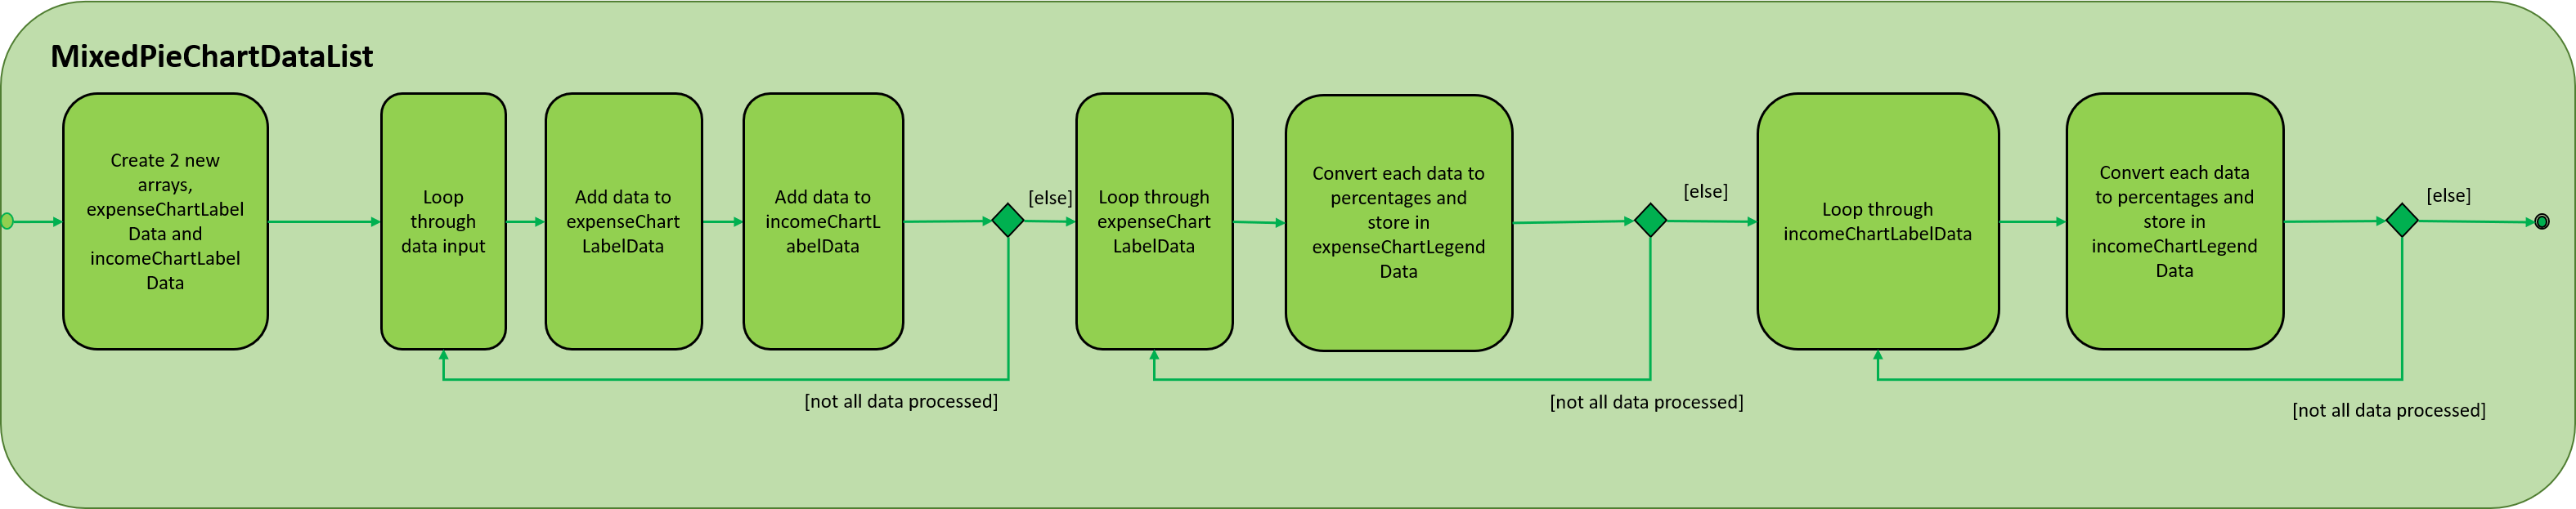 MixedPieChartDataList
Create 2 new
arrays,
expenseChartLabel
Data and
incomeChartLabel
Data
Loop
through
data input
Add data to
expenseChart
LabelData
Add data to
incomeChartL
abelData
[else]
[not all data processed]
Loop through
expenseChart
LabelData
Convert each data to
percentages and
store in
expenseChartLegend
Data
[else]
[not all data processed]
Loop through
incomeChartLabelData
Convert each data
to percentages and
store in
incomeChartLegend
Data
[else]
[not all data processed]